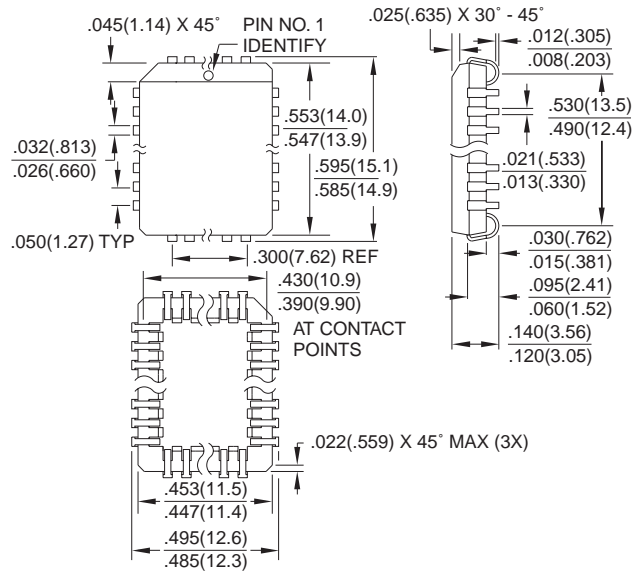 .045(1.14) X 45°
PIN NO. 1
IDENTIFY
.025(.635) X 30° - 45°
.012(.305)
.008(.203)
.553(14.0)
.547(13.9)
.530(13.5)
.490(12.4)
.032(.813)
.026(.660)
.595(15.1)
.585(14.9)
.021(.533)
.013(.330)
.050(1.27) TYP
.300(7.62) REF
.030(.762)
.015(.381)
.430(10.9)
.390(9.90)
AT CONTACT
POINTS
.095(2.41)
.060(1.52)
.140(3.56)
.120(3.05)
.022(.559) X 45° MAX (3X)
.453(11.5)
.447(11.4)
.495(12.6)
.485(12.3)